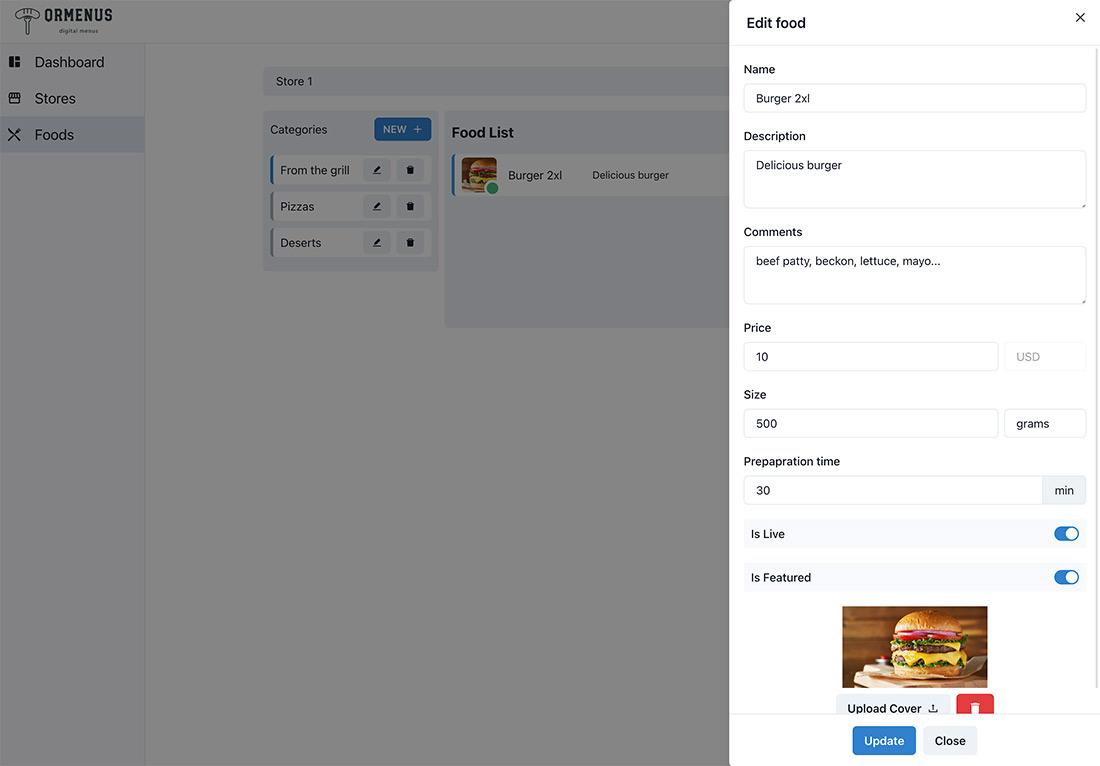 ORMENUS
digital menus
Dashboard
Stores
Foods
Store 1
Categories
NEW +
From the grill
Pizzas
Deserts
Food List
Burger 2xl
Delicious burger
Edit food
Name
Burger 2xl
Description
Delicious burger
Comments
beef patty, beckon, lettuce, mayo...
Price
10 USD
Size
500 grams
Prepapration time
30 min
Is Live
Is Featured
Upload Cover
Update Close